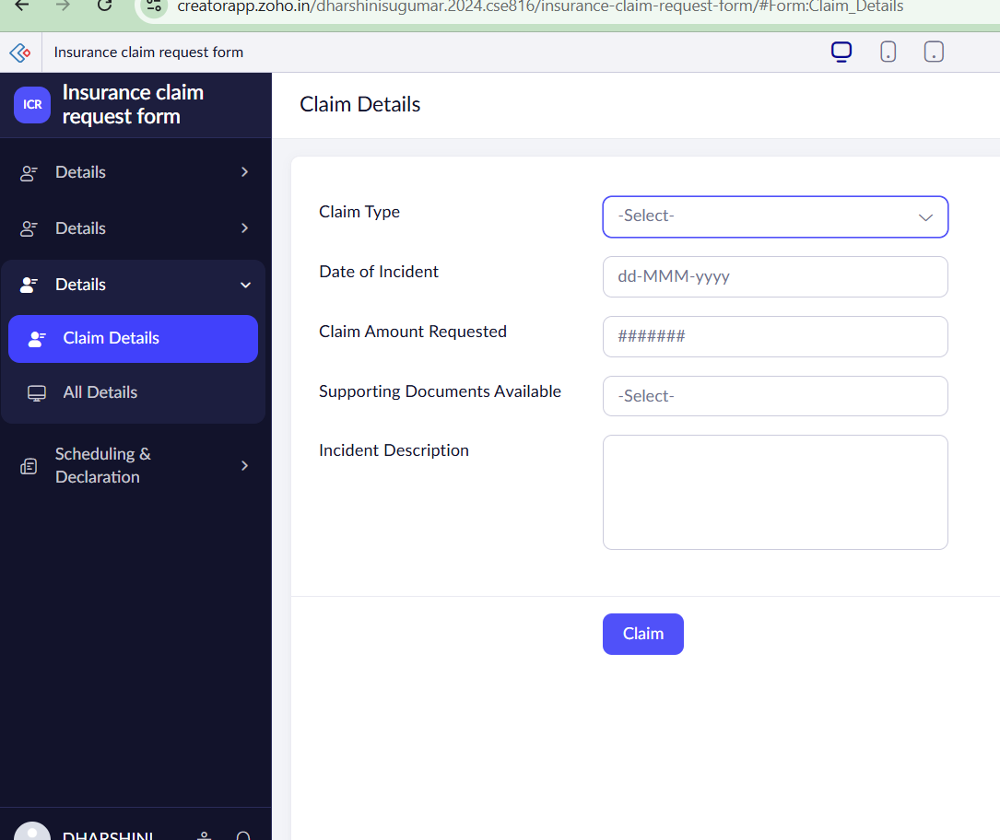 creatorapp.zoho.in/dharshinisugumar.2024.cse816/insurance-claim-request-form/#Form:Claim_Details
Insurance claim request form
ICR
Insurance claim
request form
Claim Details
Details
Details
Details
Claim Details
All Details
Scheduling &
Declaration
Claim Type
-Select-
Date of Incident
dd-MMM-yyyy
Claim Amount Requested
#######
Supporting Documents Available
-Select-
Incident Description
Claim
DHARSHINI